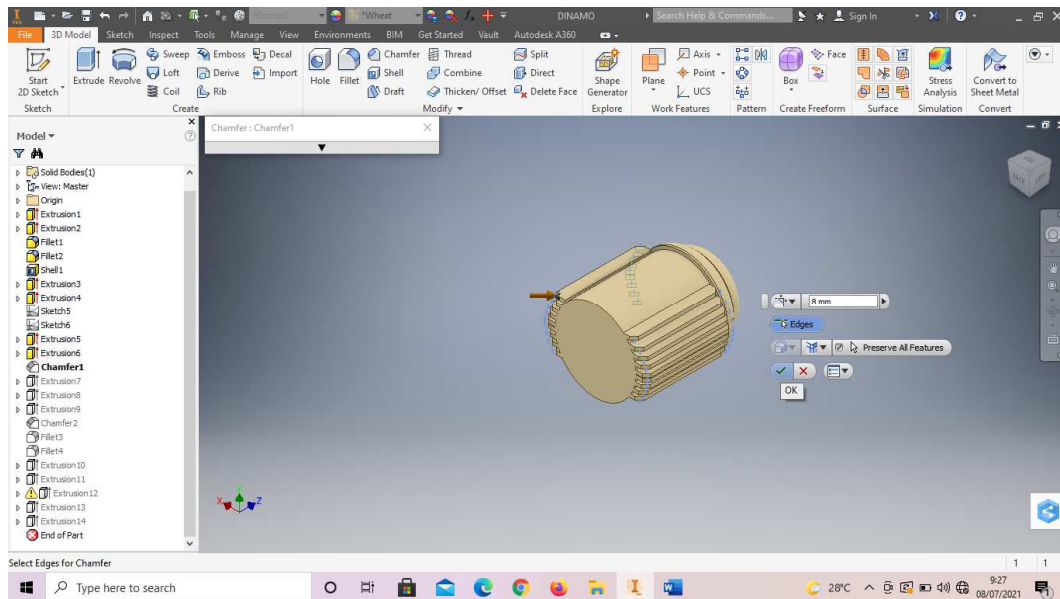 *Wheat
DINAMO
Search Help & Commands...
Sign In
File 3D Model Sketch Inspect Tools Manage View Environments BIM Get Started Vault Autodesk A360
Start 2D Sketch
Extrude
Revolve
Sweep
Loft
Coil
Emboss
Derive
Rib
Decal
Import
Hole
Fillet
Chamfer
Shell
Draft
Thread
Combine
Thicken/ Offset
Split
Direct
Delete Face
Shape Generator
Plane
Axis
Point
UCS
Box
Face
Stress Analysis
Convert to Sheet Metal
Sketch Create Modify Explore Work Features Pattern Create Freeform Surface Simulation Convert
Model
Chamfer : Chamfer1
Solid Bodies(1)
View: Master
Origin
Extrusion1
Extrusion2
Fillet1
Fillet2
Shell1
Extrusion3
Extrusion4
Sketch5
Sketch6
Extrusion5
Extrusion6
Chamfer1
Extrusion7
Extrusion8
Extrusion9
Chamfer2
Fillet3
Fillet4
Extrusion10
Extrusion11
Extrusion12
Extrusion13
Extrusion14
End of Part
8 mm
Edges
Preserve All Features
OK
X
Z
Select Edges for Chamfer
1 1
Type here to search
28°C
9:27
08/07/2021